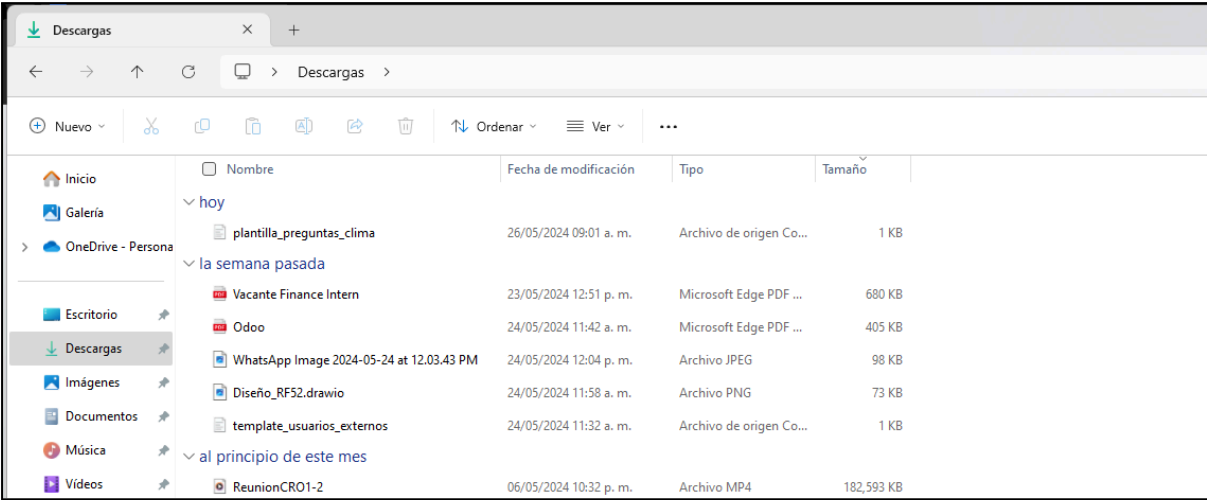 Descargas
Descargas
Nuevo
Ordenar
Ver
Nombre Fecha de modificación Tipo Tamaño
Inicio
Galería
OneDrive - Persona
Escritorio
Descargas
Imágenes
Documentos
Música
Vídeos
hoy
plantilla_preguntas_clima 26/05/2024 09:01 a. m. Archivo de origen Co... 1 KB
la semana pasada
Vacante Finance Intern 23/05/2024 12:51 p. m. Microsoft Edge PDF ... 680 KB
Odoo 24/05/2024 11:42 a. m. Microsoft Edge PDF ... 405 KB
WhatsApp Image 2024-05-24 at 12.03.43 PM 24/05/2024 12:04 p. m. Archivo JPEG 98 KB
Diseño_RF52.drawio 24/05/2024 11:58 a. m. Archivo PNG 73 KB
template_usuarios_externos 24/05/2024 11:32 a. m. Archivo de origen Co... 1 KB
al principio de este mes
ReunionCRO1-2 06/05/2024 10:32 p. m. Archivo MP4 182,593 KB